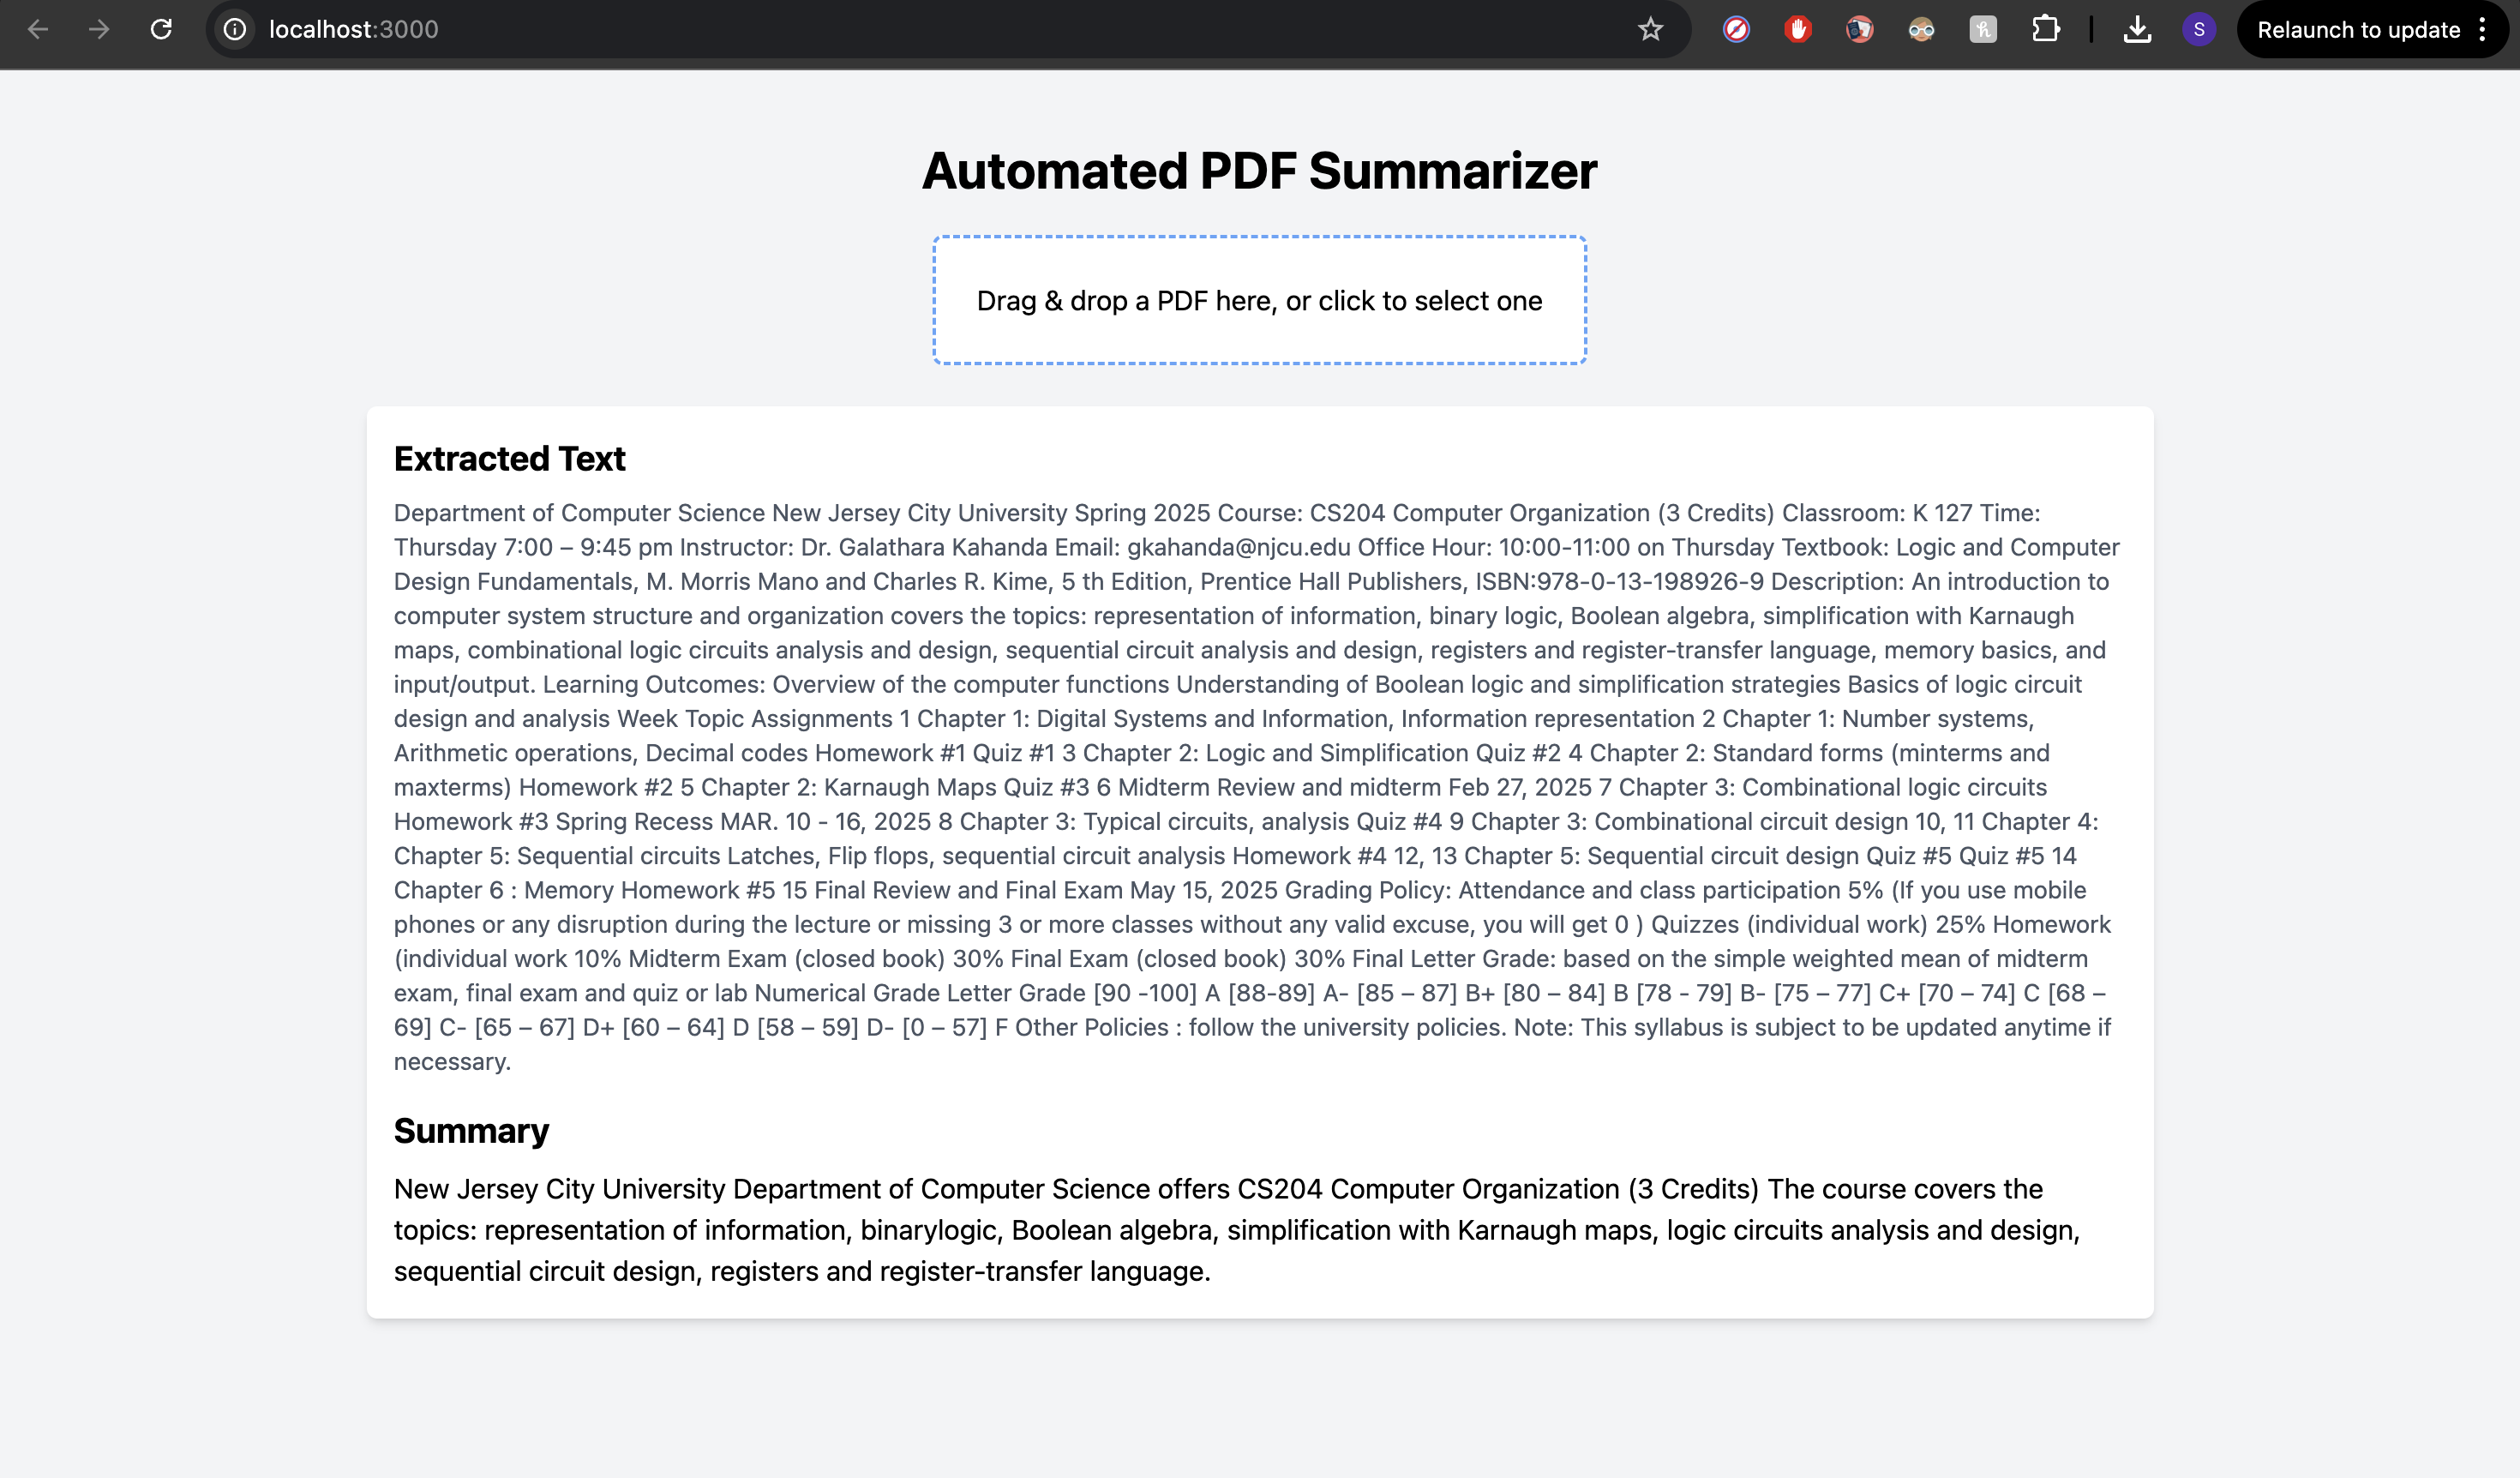 localhost:3000
S
Relaunch to update
Automated PDF Summarizer
Drag & drop a PDF here, or click to select one
Extracted Text
Department of Computer Science New Jersey City University Spring 2025 Course: CS204 Computer Organization (3 Credits) Classroom: K 127 Time:
Thursday 7:00 – 9:45 pm Instructor: Dr. Galathara Kahanda Email: gkahanda@njcu.edu Office Hour: 10:00-11:00 on Thursday Textbook: Logic and Computer
Design Fundamentals, M. Morris Mano and Charles R. Kime, 5 th Edition, Prentice Hall Publishers, ISBN:978-0-13-198926-9 Description: An introduction to
computer system structure and organization covers the topics: representation of information, binary logic, Boolean algebra, simplification with Karnaugh
maps, combinational logic circuits analysis and design, sequential circuit analysis and design, registers and register-transfer language, memory basics, and
input/output. Learning Outcomes: Overview of the computer functions Understanding of Boolean logic and simplification strategies Basics of logic circuit
design and analysis Week Topic Assignments 1 Chapter 1: Digital Systems and Information, Information representation 2 Chapter 1: Number systems,
Arithmetic operations, Decimal codes Homework #1 Quiz #1 3 Chapter 2: Logic and Simplification Quiz #2 4 Chapter 2: Standard forms (minterms and
maxterms) Homework #2 5 Chapter 2: Karnaugh Maps Quiz #3 6 Midterm Review and midterm Feb 27, 2025 7 Chapter 3: Combinational logic circuits
Homework #3 Spring Recess MAR. 10 - 16, 2025 8 Chapter 3: Typical circuits, analysis Quiz #4 9 Chapter 3: Combinational circuit design 10, 11 Chapter 4:
Chapter 5: Sequential circuits Latches, Flip flops, sequential circuit analysis Homework #4 12, 13 Chapter 5: Sequential circuit design Quiz #5 Quiz #5 14
Chapter 6 : Memory Homework #5 15 Final Review and Final Exam May 15, 2025 Grading Policy: Attendance and class participation 5% (If you use mobile
phones or any disruption during the lecture or missing 3 or more classes without any valid excuse, you will get 0 ) Quizzes (individual work) 25% Homework
(individual work 10% Midterm Exam (closed book) 30% Final Exam (closed book) 30% Final Letter Grade: based on the simple weighted mean of midterm
exam, final exam and quiz or lab Numerical Grade Letter Grade [90 -100] A [88-89] A- [85 – 87] B+ [80 – 84] B [78 - 79] B- [75 – 77] C+ [70 – 74] C [68 –
69] C- [65 – 67] D+ [60 – 64] D [58 – 59] D- [0 – 57] F Other Policies : follow the university policies. Note: This syllabus is subject to be updated anytime if
necessary.
Summary
New Jersey City University Department of Computer Science offers CS204 Computer Organization (3 Credits) The course covers the
topics: representation of information, binarylogic, Boolean algebra, simplification with Karnaugh maps, logic circuits analysis and design,
sequential circuit design, registers and register-transfer language.